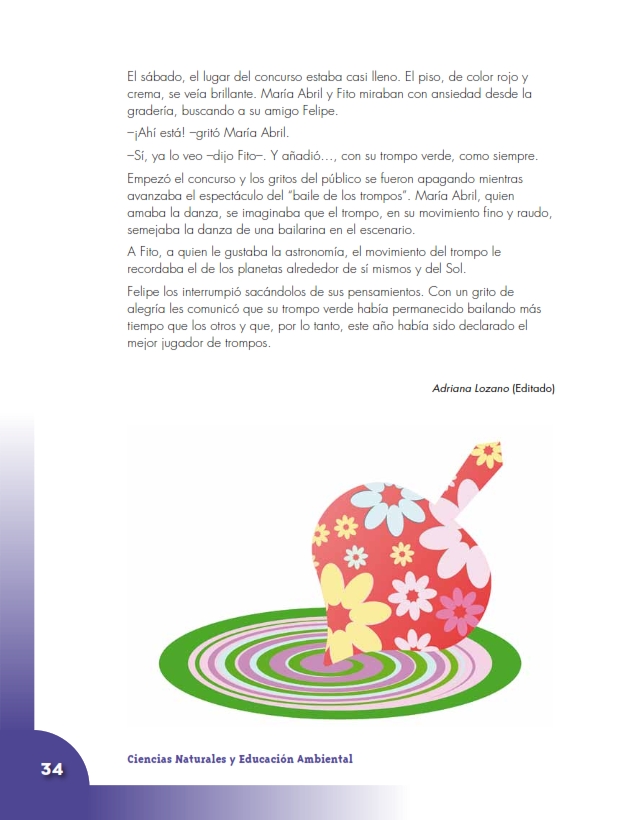 El sábado, el lugar del concurso estaba casi lleno. El piso, de color rojo y
crema, se veía brillante. María Abril y Fito miraban con ansiedad desde la
gradería, buscando a su amigo Felipe.
–¡Ahí está! –gritó María Abril.
–Sí, ya lo veo –dijo Fito–. Y añadió…, con su trompo verde, como siempre.
Empezó el concurso y los gritos del público se fueron apagando mientras
avanzaba el espectáculo del “baile de los trompos”. María Abril, quien
amaba la danza, se imaginaba que el trompo, en su movimiento fino y raudo,
semejaba la danza de una bailarina en el escenario.
A Fito, a quien le gustaba la astronomía, el movimiento del trompo le
recordaba el de los planetas alrededor de sí mismos y del Sol.
Felipe los interrumpió sacándolos de sus pensamientos. Con un grito de
alegría les comunicó que su trompo verde había permanecido bailando más
tiempo que los otros y que, por lo tanto, este año había sido declarado el
mejor jugador de trompos.
Adriana Lozano (Editado)
Ciencias Naturales y Educación Ambiental
34